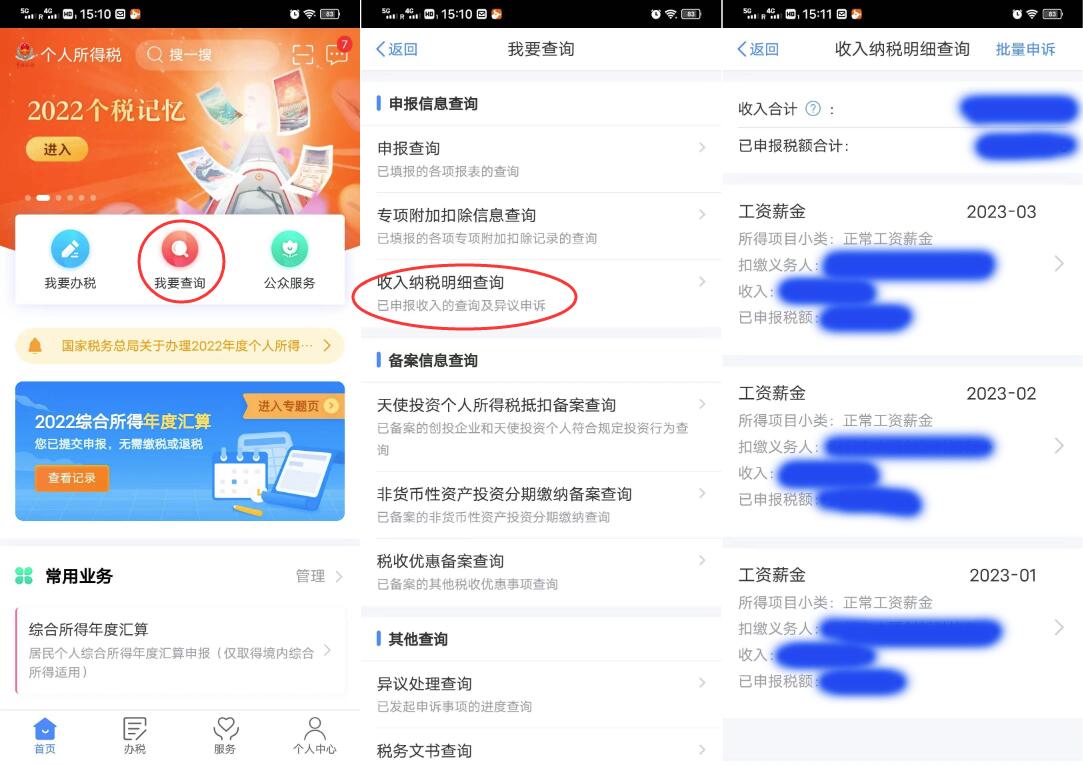 5G 4G HD 15:10 83
个人所得税
搜一搜
7
2022个税记忆
进入
我要办税
我要查询
公众服务
国家税务总局关于办理2022年度个人所得···
进入专题页
2022综合所得年度汇算
您已提交申报，无需缴税或退税
查看记录
常用业务
管理
综合所得年度汇算
居民个人综合所得年度汇算申报（仅取得境内综合
所得适用）
首页
办税
服务
个人中心
5G 4G R HD 15:10 83
返回
我要查询
申报信息查询
申报查询
已填报的各项报表的查询
专项附加扣除信息查询
已填报的各项专项附加扣除记录的查询
收入纳税明细查询
已申报收入的查询及异议申诉
备案信息查询
天使投资个人所得税抵扣备案查询
已备案的创投企业和天使投资个人符合规定投资行为查
询
非货币性资产投资分期缴纳备案查询
已备案的非货币性资产投资分期缴纳查询
税收优惠备案查询
已备案的其他税收优惠事项查询
其他查询
异议处理查询
已发起申诉事项的进度查询
税务文书查询
5G 4G R HD 15:11 83
返回
收入纳税明细查询
批量申诉
收入合计 ? ：
已申报税额合计:
工资薪金
2023-03
所得项目小类：正常工资薪金
扣缴义务人:
收入:
已申报税额:
工资薪金
2023-02
所得项目小类：正常工资薪金
扣缴义务人:
收入:
已申报税额:
工资薪金
2023-01
所得项目小类：正常工资薪金
扣缴义务人:
收入:
已申报税额: